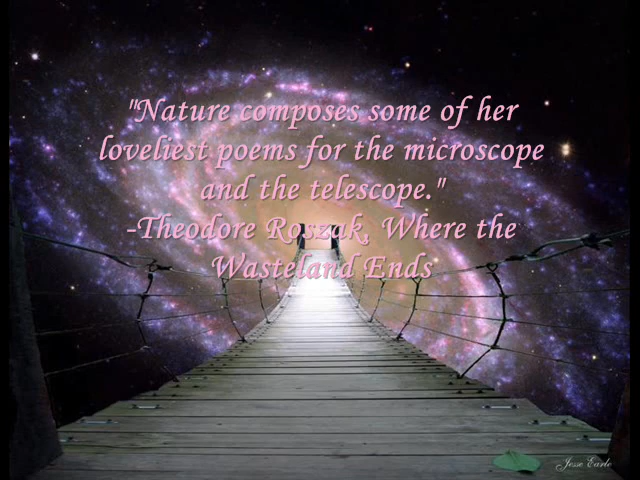 "Nature composes some of her
loveliest poems for the microscope
and the telescope."
-Theodore Roszak, Where the
Wasteland Ends
Jesse Earle